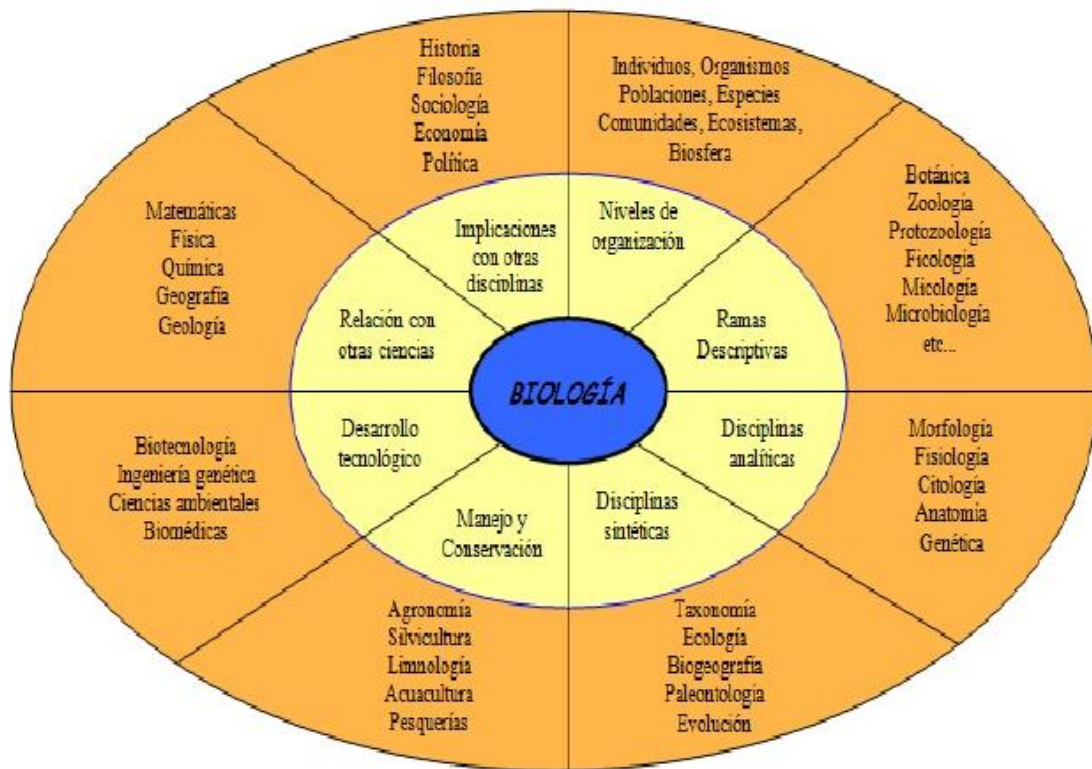 Historia
Filosofía
Sociología
Economía
Política
Individuos, Organismos
Poblaciones, Especies
Comunidades, Ecosistemas,
Biosfera
Botánica
Zoología
Protozoología
Ficología
Micología
Microbiología
etc...
Morfología
Fisiología
Citología
Anatomía
Genética
Taxonomía
Ecología
Biogeografía
Paleontología
Evolución
Agronomía
Silvicultura
Limnología
Acuacultura
Pesquerías
Biotecnología
Ingeniería genética
Ciencias ambientales
Biomédicas
Matemáticas
Física
Química
Geografía
Geología
Implicaciones
con otras
disciplinas
Niveles de
organización
Ramas
Descriptivas
Disciplinas
analíticas
Disciplinas
sintéticas
Manejo y
Conservación
Desarrollo
tecnológico
Relación con
otras ciencias
BIOLOGÍA